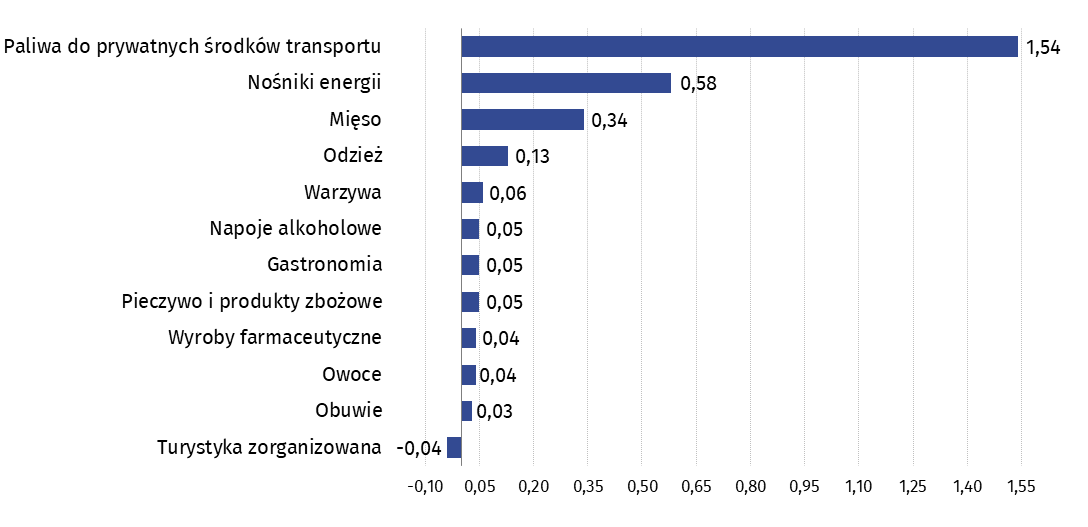 Paliwa do prywatnych środków transportu 1,54
Nośniki energii 0,58
Mięso 0,34
Odzież 0,13
Warzywa 0,06
Napoje alkoholowe 0,05
Gastronomia 0,05
Pieczywo i produkty zbożowe 0,05
Wyroby farmaceutyczne 0,04
Owoce 0,04
Obuwie 0,03
Turystyka zorganizowana -0,04
-0,10 0,05 0,20 0,35 0,50 0,65 0,80 0,95 1,10 1,25 1,40 1,55